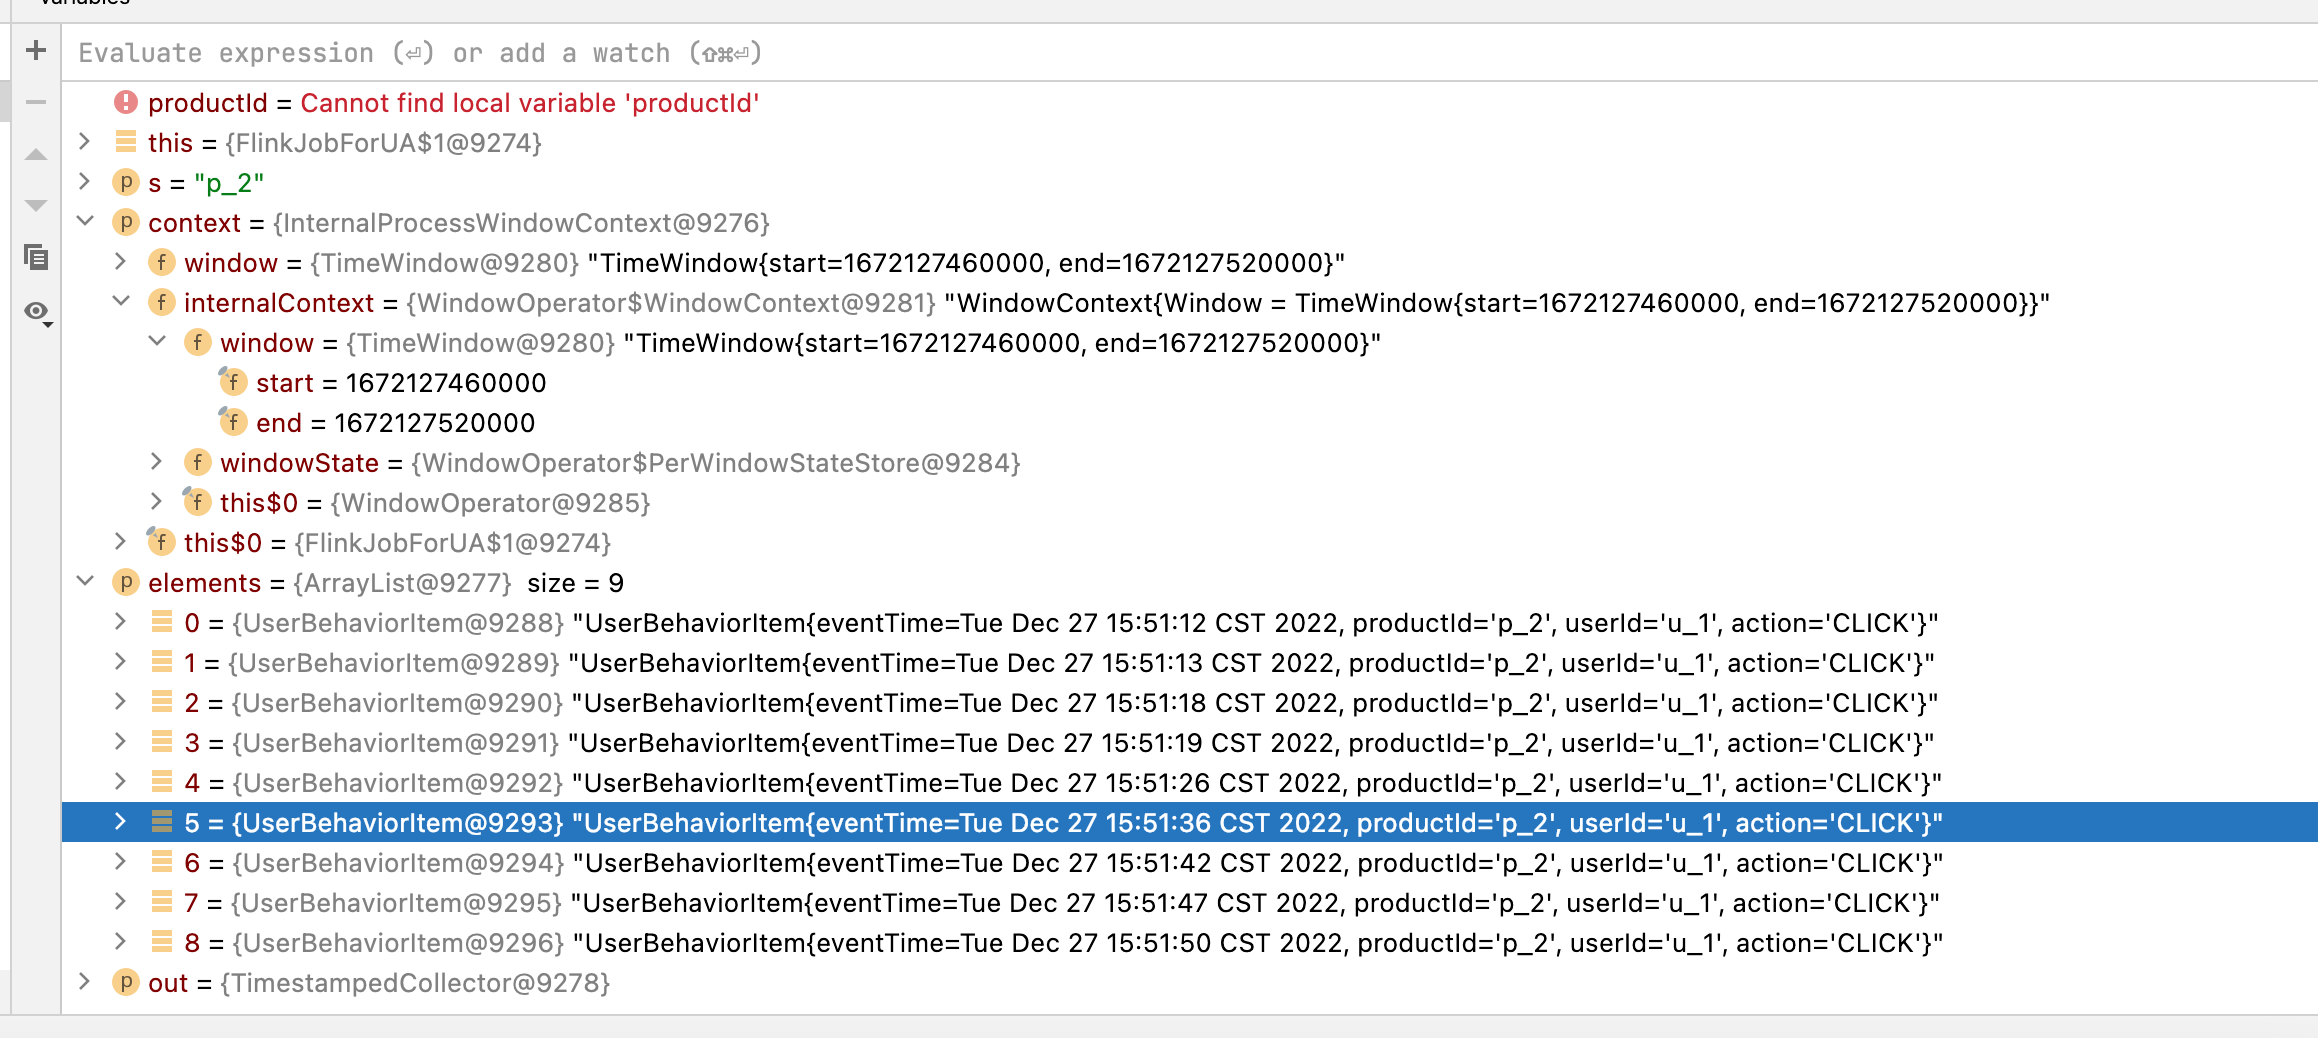 Variables
Evaluate expression (⏎) or add a watch (⇧⌘⏎)
productId = Cannot find local variable 'productId'
this = {FlinkJobForUA$1@9274}
p s = "p_2"
p context = {InternalProcessWindowContext@9276}
f window = {TimeWindow@9280} "TimeWindow{start=1672127460000, end=1672127520000}"
f internalContext = {WindowOperator$WindowContext@9281} "WindowContext{Window = TimeWindow{start=1672127460000, end=1672127520000}}"
f window = {TimeWindow@9280} "TimeWindow{start=1672127460000, end=1672127520000}"
f start = 1672127460000
f end = 1672127520000
f windowState = {WindowOperator$PerWindowStateStore@9284}
f this$0 = {WindowOperator@9285}
f this$0 = {FlinkJobForUA$1@9274}
p elements = {ArrayList@9277} size = 9
0 = {UserBehaviorItem@9288} "UserBehaviorItem{eventTime=Tue Dec 27 15:51:12 CST 2022, productId='p_2', userId='u_1', action='CLICK'}"
1 = {UserBehaviorItem@9289} "UserBehaviorItem{eventTime=Tue Dec 27 15:51:13 CST 2022, productId='p_2', userId='u_1', action='CLICK'}"
2 = {UserBehaviorItem@9290} "UserBehaviorItem{eventTime=Tue Dec 27 15:51:18 CST 2022, productId='p_2', userId='u_1', action='CLICK'}"
3 = {UserBehaviorItem@9291} "UserBehaviorItem{eventTime=Tue Dec 27 15:51:19 CST 2022, productId='p_2', userId='u_1', action='CLICK'}"
4 = {UserBehaviorItem@9292} "UserBehaviorItem{eventTime=Tue Dec 27 15:51:26 CST 2022, productId='p_2', userId='u_1', action='CLICK'}"
5 = {UserBehaviorItem@9293} "UserBehaviorItem{eventTime=Tue Dec 27 15:51:36 CST 2022, productId='p_2', userId='u_1', action='CLICK'}"
6 = {UserBehaviorItem@9294} "UserBehaviorItem{eventTime=Tue Dec 27 15:51:42 CST 2022, productId='p_2', userId='u_1', action='CLICK'}"
7 = {UserBehaviorItem@9295} "UserBehaviorItem{eventTime=Tue Dec 27 15:51:47 CST 2022, productId='p_2', userId='u_1', action='CLICK'}"
8 = {UserBehaviorItem@9296} "UserBehaviorItem{eventTime=Tue Dec 27 15:51:50 CST 2022, productId='p_2', userId='u_1', action='CLICK'}"
p out = {TimestampedCollector@9278}